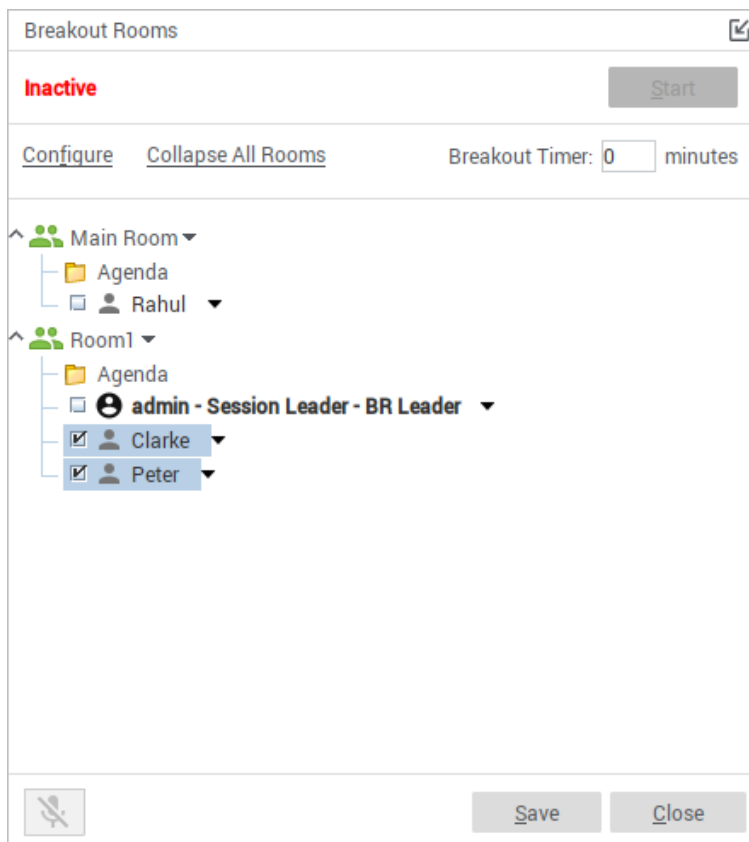 Breakout Rooms
Inactive
Start
Configure Collapse All Rooms Breakout Timer: 0 minutes
Main Room
Agenda
Rahul
Room1
Agenda
admin - Session Leader - BR Leader
Clarke
Peter
Save Close